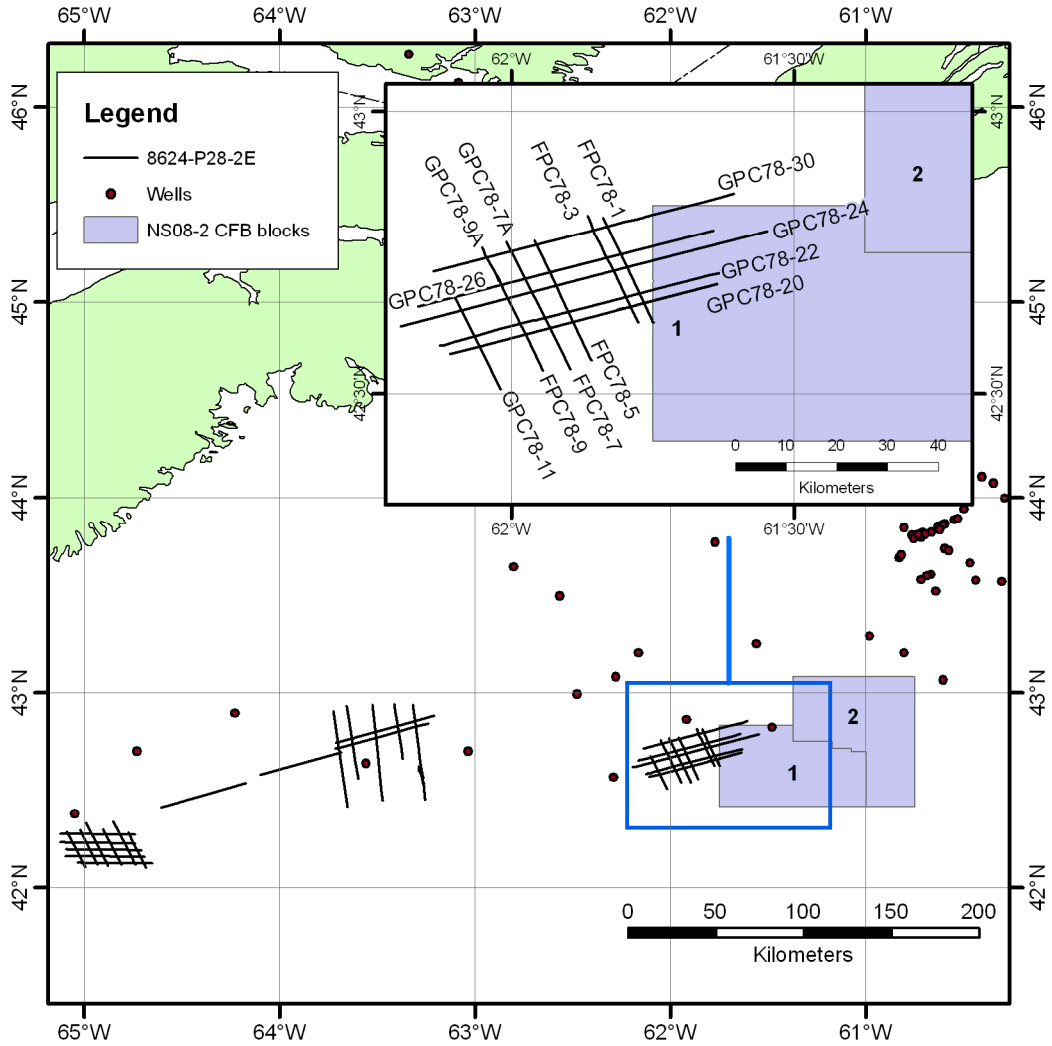 65°W 64°W 63°W 62°W 61°W
46°N
45°N
44°N
43°N
42°N
46°N
45°N
44°N
43°N
42°N
Legend
8624-P28-2E
Wells
NS08-2 CFB blocks
62°W 61°30'W
43°N
43°N
42°30'N
42°30'N
GPC78-9A
GPC78-7A
FPC78-3
FPC78-1
GPC78-30
GPC78-24
GPC78-22
GPC78-20
GPC78-26
GPC78-11
FPC78-9
FPC78-7
FPC78-5
2
1
0 10 20 30 40
Kilometers
62°W 61°30'W
2
1
0 50 100 150 200
Kilometers
65°W 64°W 63°W 62°W 61°W